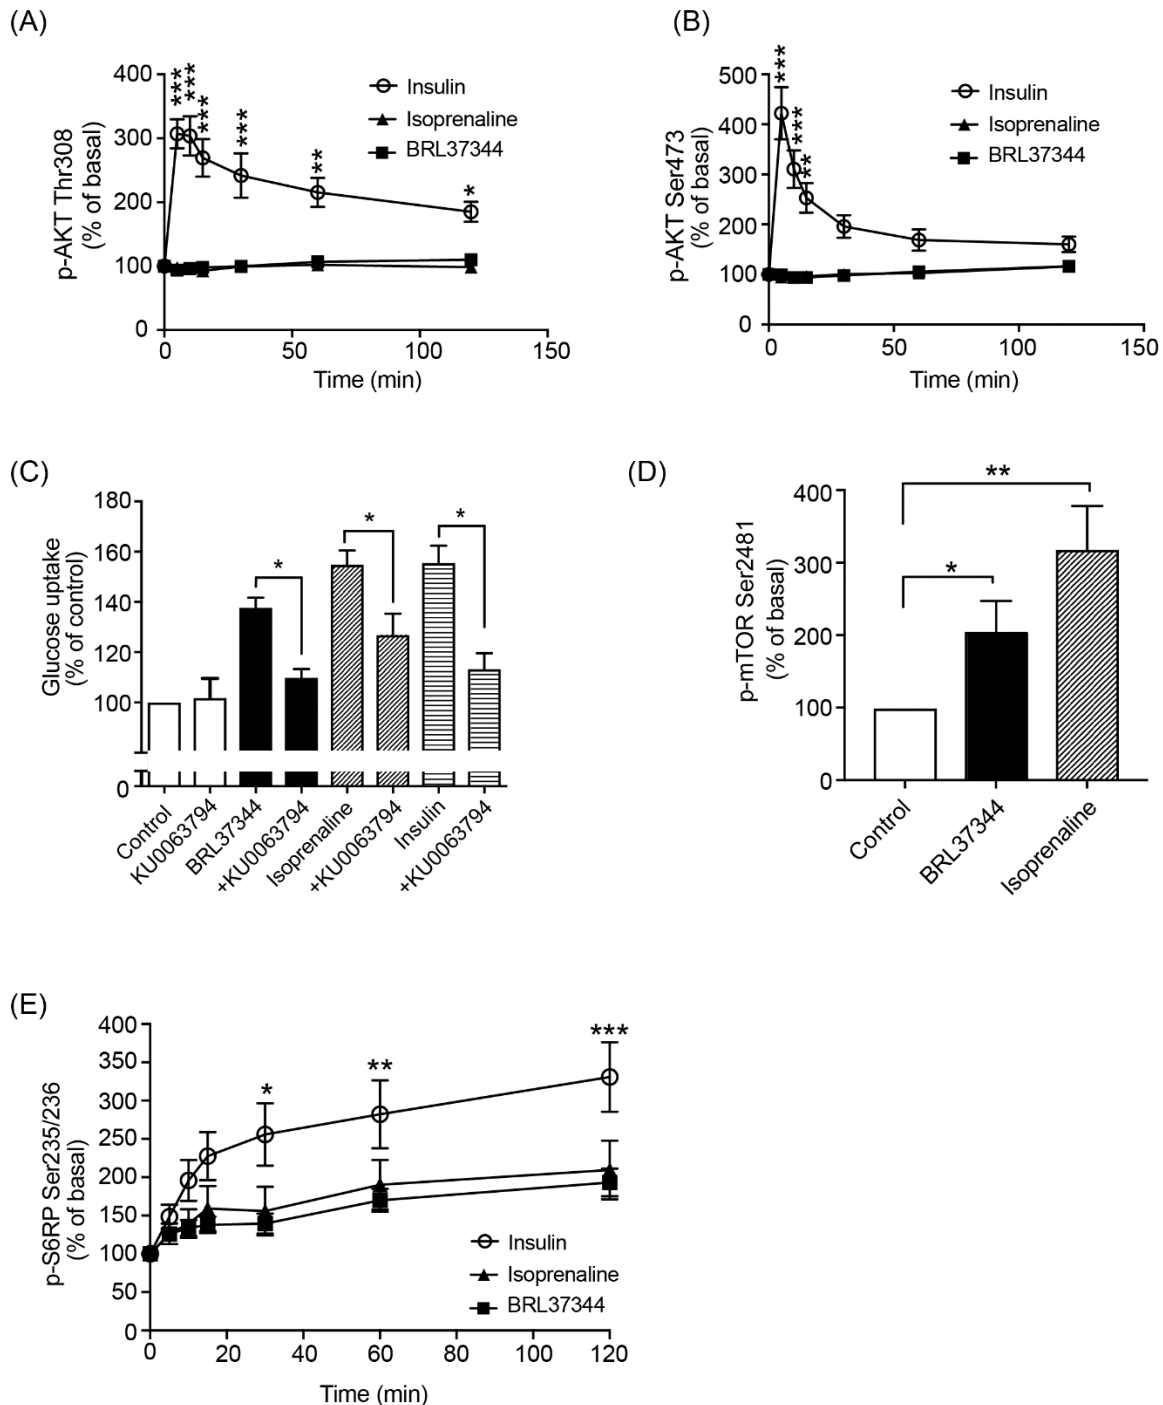 (A)
p-AKT Thr308
(% of basal)
400
300
200
100
0
***
***
***
***
**
*
Insulin
Isoprenaline
BRL37344
0
50
100
150
Time (min)
(B)
p-AKT Ser473
(% of basal)
500
400
300
200
100
0
***
***
**
Insulin
Isoprenaline
BRL37344
0
50
100
150
Time (min)
(C)
Glucose uptake
(% of control)
180
160
140
120
100
0
*
*
*
Control
KU0063794
BRL37344
+KU0063794
Isoprenaline
+KU0063794
Insulin
+KU0063794
(D)
p-mTOR Ser2481
(% of basal)
400
300
200
100
0
**
*
Control
BRL37344
Isoprenaline
(E)
p-S6RP Ser235/236
(% of basal)
400
350
300
250
200
150
100
50
0
*
**
***
Insulin
Isoprenaline
BRL37344
0
20
40
60
80
100
120
Time (min)